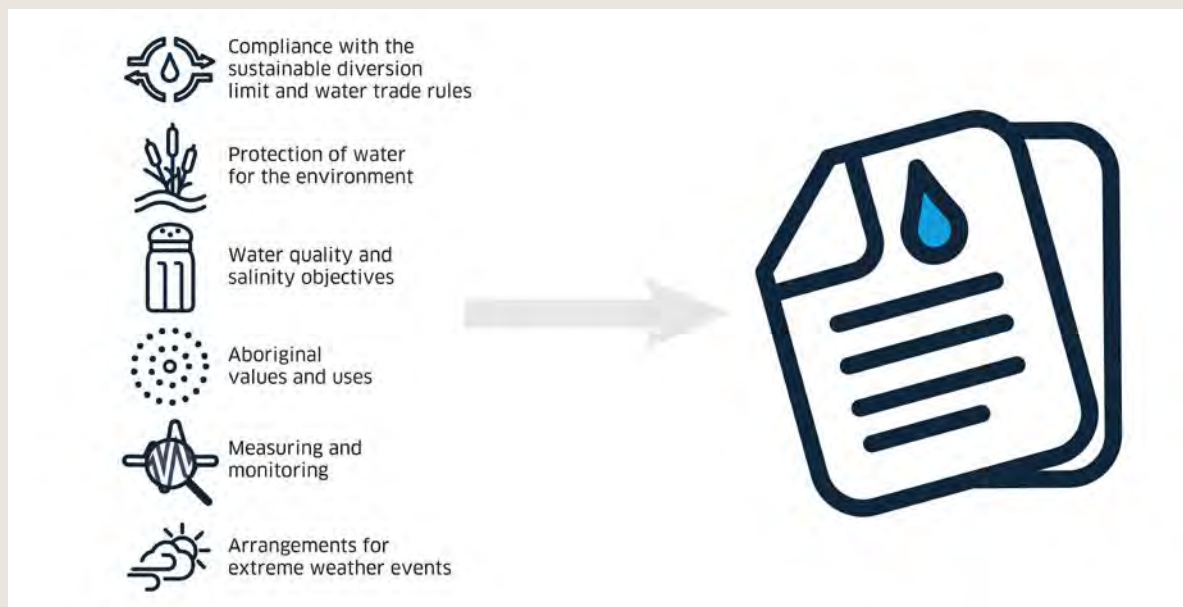 Compliance with the
sustainable diversion
limit and water trade rules
Protection of water
for the environment
Water quality and
salinity objectives
Aboriginal
values and uses
Measuring and
monitoring
Arrangements for
extreme weather events